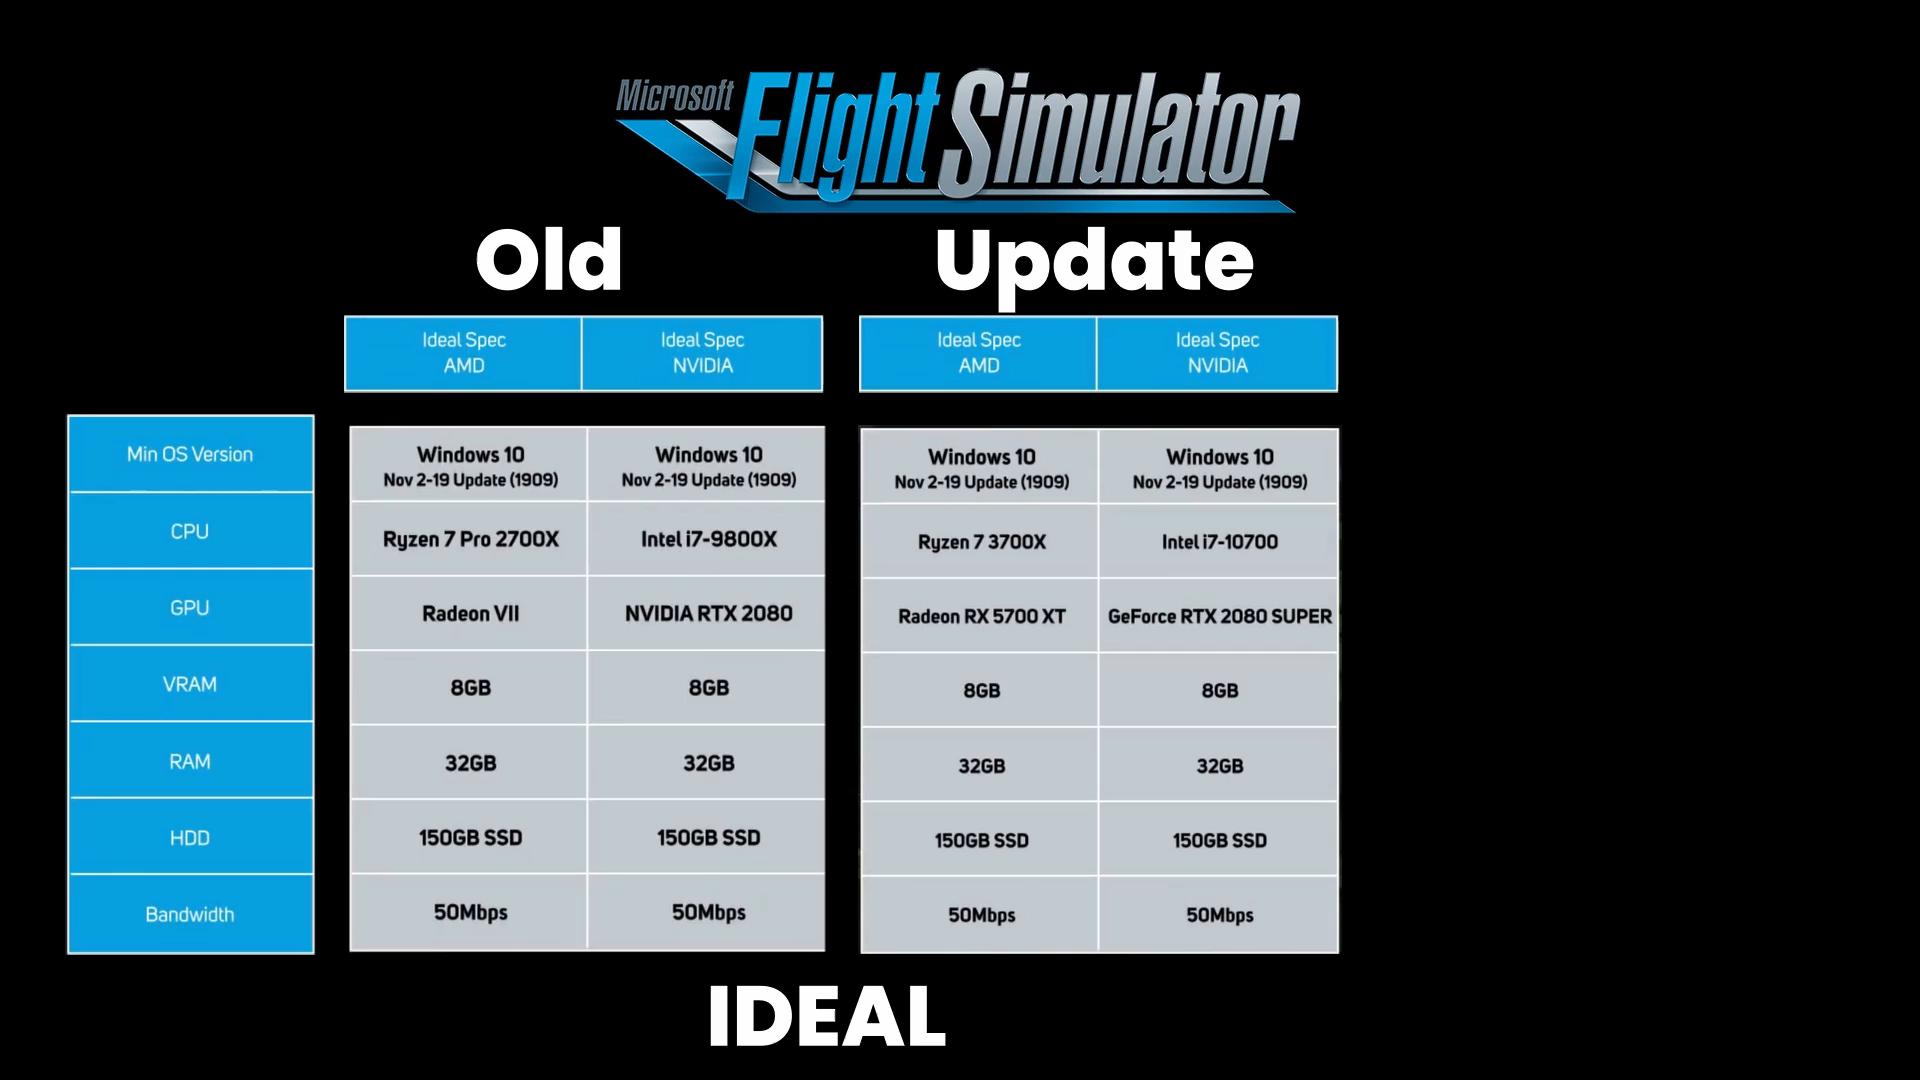 Microsoft Flight Simulator
Old
Update
Ideal Spec
AMD
Ideal Spec
NVIDIA
Ideal Spec
AMD
Ideal Spec
NVIDIA
Min OS Version
Windows 10
Nov 2-19 Update (1909)
Windows 10
Nov 2-19 Update (1909)
Windows 10
Nov 2-19 Update (1909)
Windows 10
Nov 2-19 Update (1909)
CPU
Ryzen 7 Pro 2700X
Intel i7-9800X
Ryzen 7 3700X
Intel i7-10700
GPU
Radeon VII
NVIDIA RTX 2080
Radeon RX 5700 XT
GeForce RTX 2080 SUPER
VRAM
8GB
8GB
8GB
8GB
RAM
32GB
32GB
32GB
32GB
HDD
150GB SSD
150GB SSD
150GB SSD
150GB SSD
Bandwidth
50Mbps
50Mbps
50Mbps
50Mbps
IDEAL